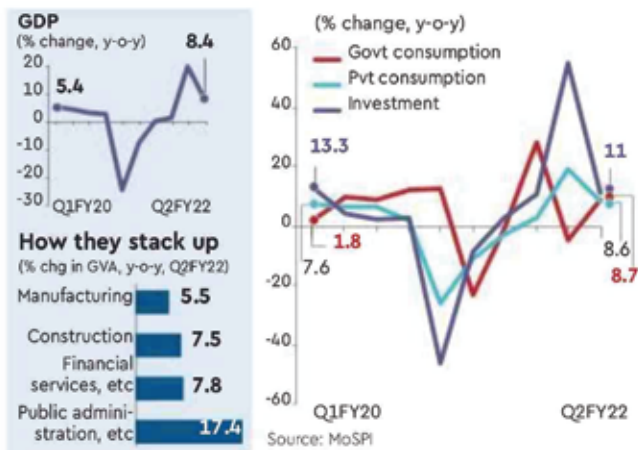 GDP
(% change, y-o-y)
20
10
0
-10
-20
-30
5.4
8.4
Q1FY20
Q2FY22
How they stack up
(% chg in GVA, y-o-y, Q2FY22)
Manufacturing
5.5
Construction
7.5
Financial
services, etc
7.8
Public admini-
stration, etc
17.4
(% change, y-o-y)
Govt consumption
Pvt consumption
Investment
60
40
20
0
-20
-40
-60
13.3
1.8
7.6
11
8.6
8.7
Q1FY20
Q2FY22
Source: MoSPI